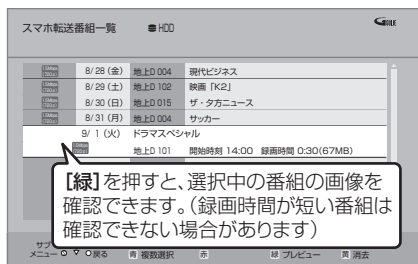 スマホ転送番組一覧 HDD
GUIDE
8/28(金) 地上D 004 現代ビジネス
8/29(土) 地上D 102 映画「K2」
8/30(日) 地上D 015 ザ・夕方ニュース
8/31(月) 地上D 004 サッカー
9/ 1(火) ドラマスペシャル
地上D 101 開始時刻 14:00 録画時間 0:30(67MB)
[緑]を押すと、選択中の番組の画像を
確認できます。(録画時間が短い番組は
確認できない場合があります)
サブ
メニュー 戻る 青 複数選択 赤 緑 プレビュー 黄 消去